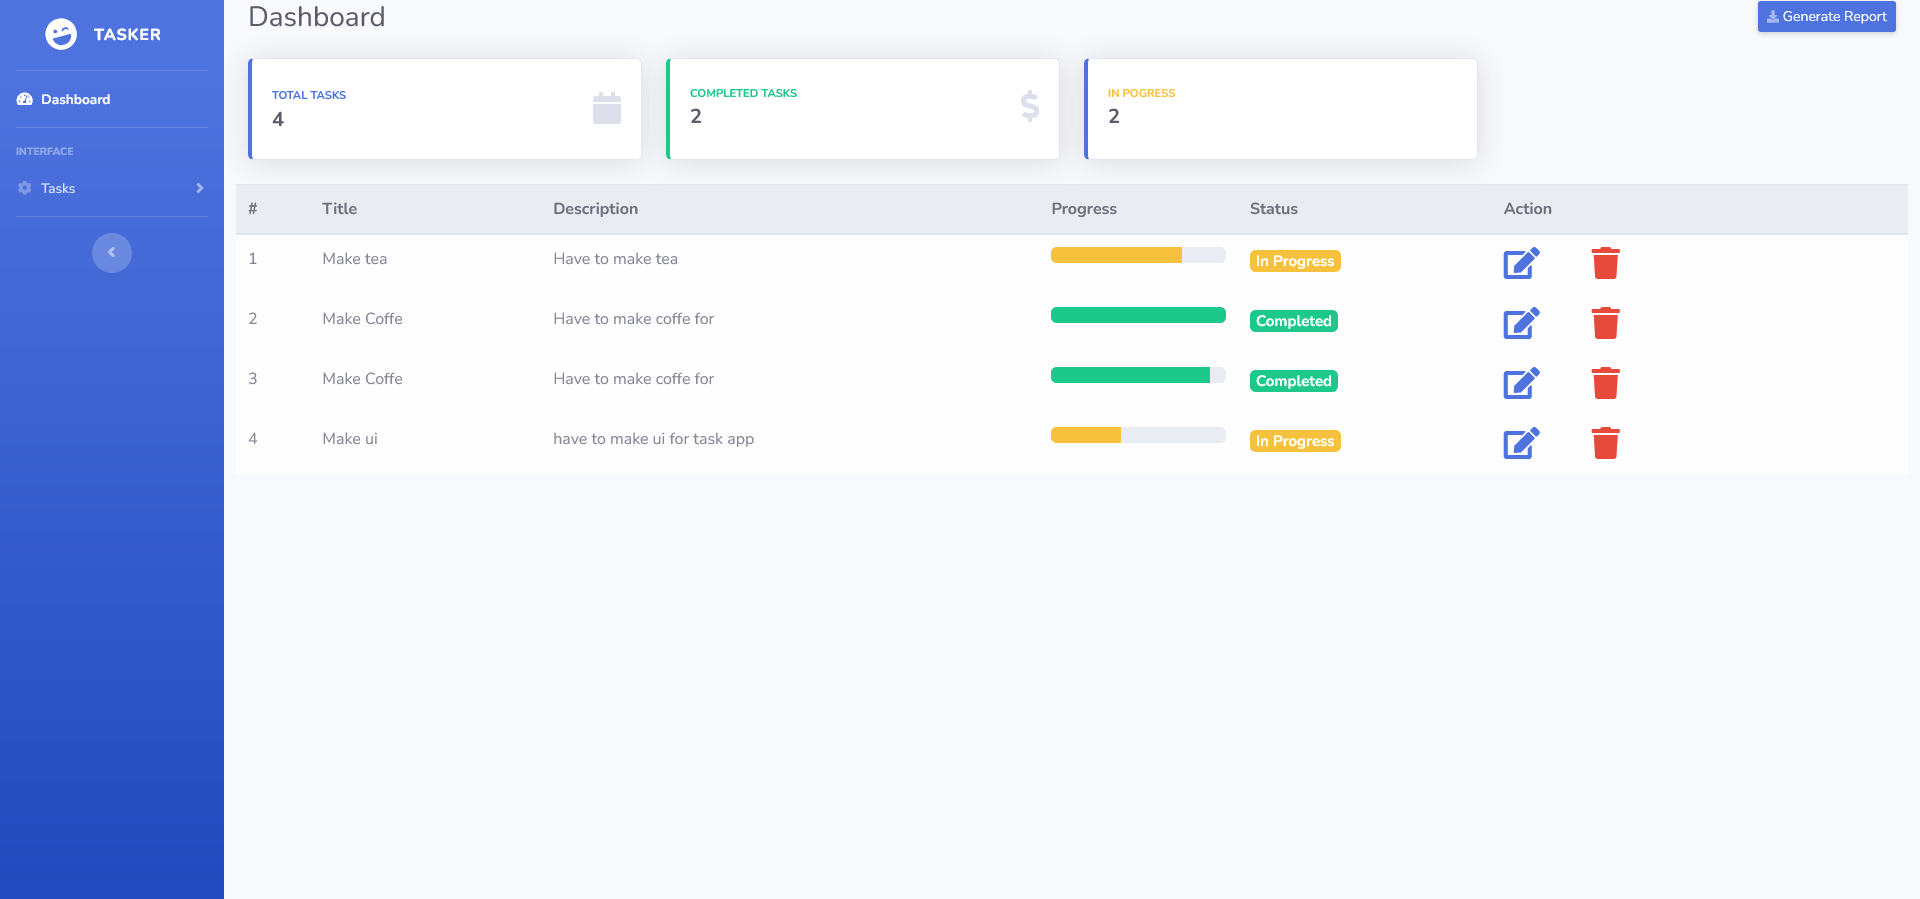 TASKER
Dashboard
INTERFACE
Tasks
Dashboard
Generate Report
TOTAL TASKS
4
COMPLETED TASKS
2
IN POGRESS
2
# Title Description Progress Status Action
1 Make tea Have to make tea In Progress
2 Make Coffe Have to make coffe for Completed
3 Make Coffe Have to make coffe for Completed
4 Make ui have to make ui for task app In Progress